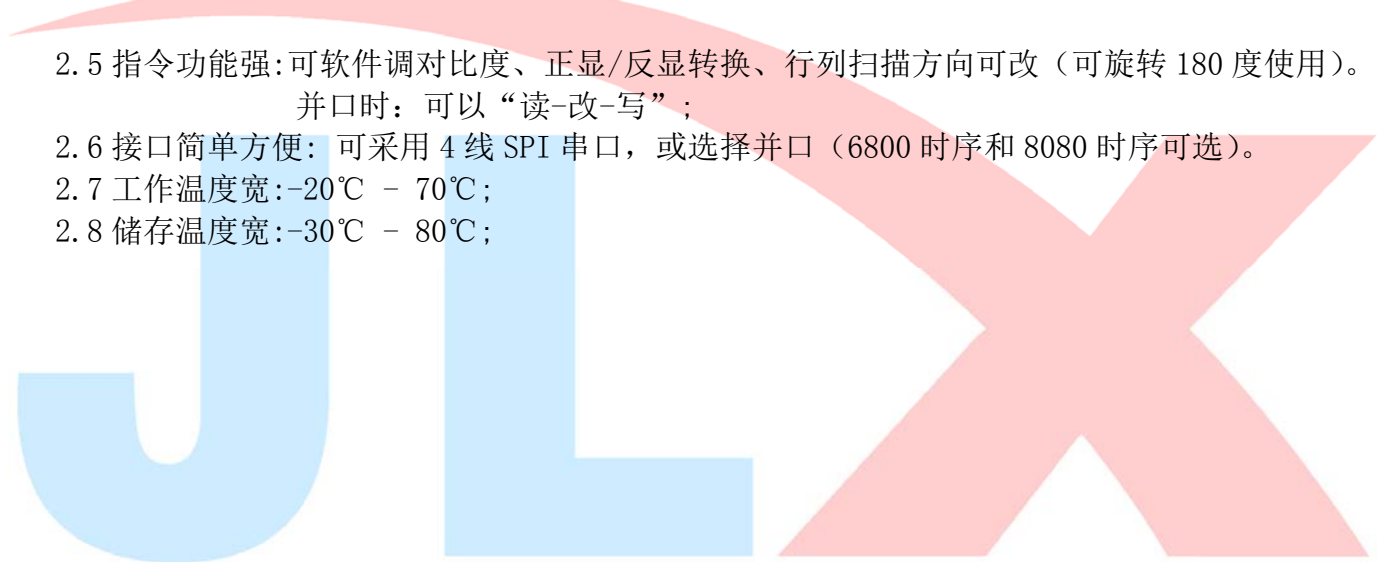 2.5 指令功能强:可软件调对比度、正显/反显转换、行列扫描方向可改（可旋转 180 度使用）。
并口时：可以“读-改-写”;
2.6 接口简单方便: 可采用 4 线 SPI 串口，或选择并口（6800 时序和 8080 时序可选）。
2.7 工作温度宽:-20℃ - 70℃;
2.8 储存温度宽:-30℃ - 80℃;
JLX